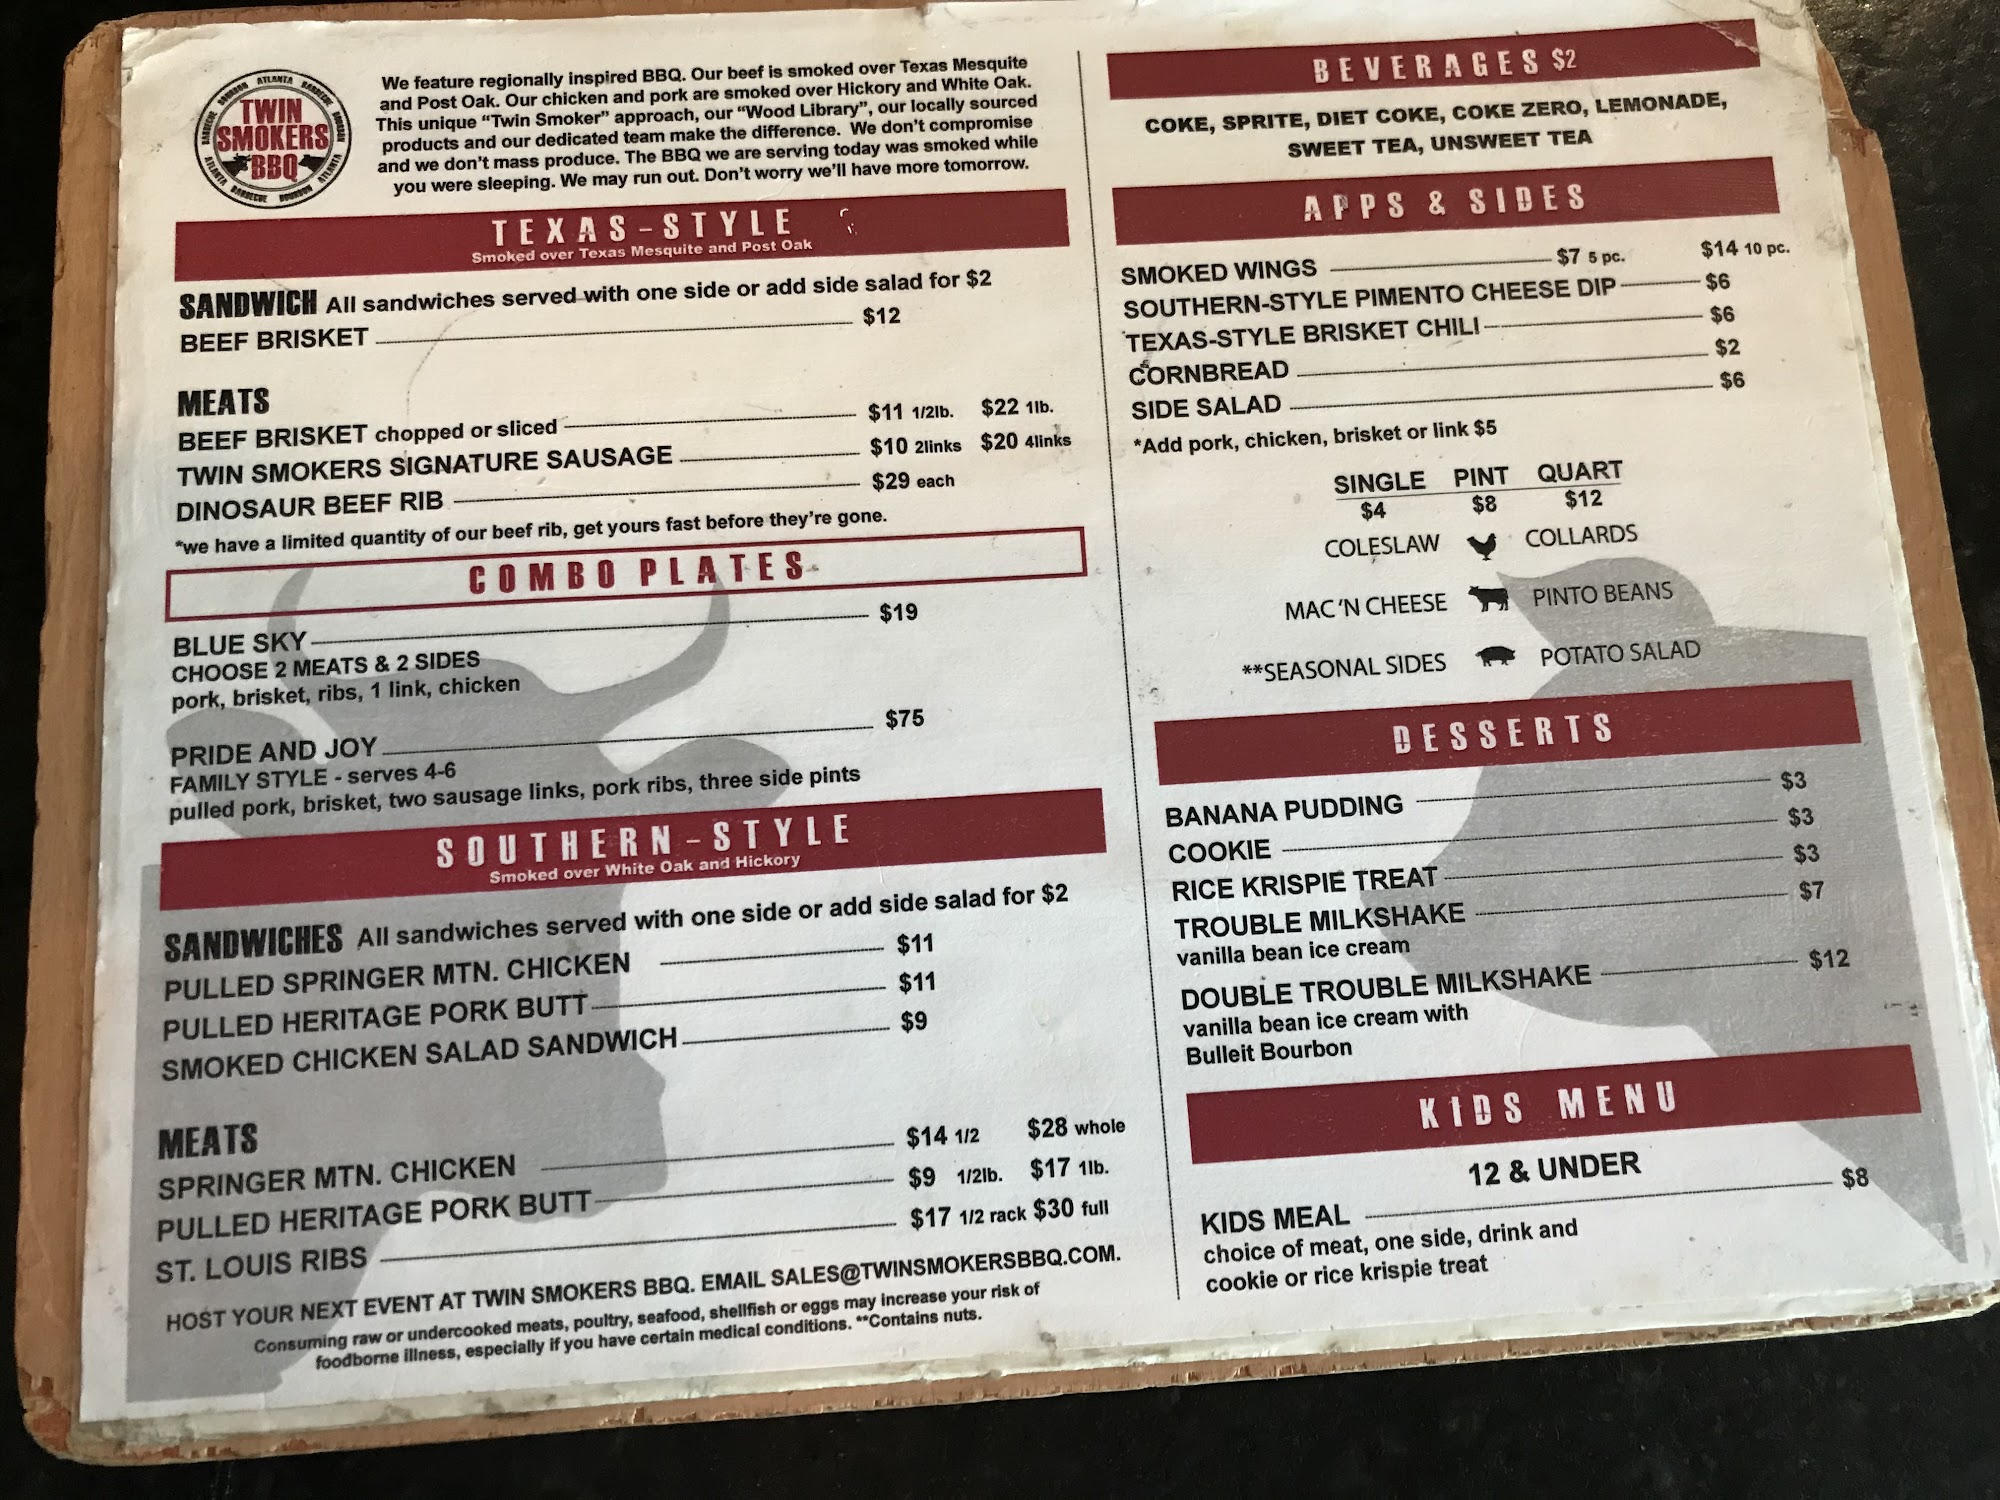 ATLANTA BARBECUE BOURBON ATLANTA BOURBON BARBECUE ATLANTA BARBECUE BOURBON
TWIN
SMOKERS
BBQ
We feature regionally inspired BBQ. Our beef is smoked over Texas Mesquite
and Post Oak. Our chicken and pork are smoked over Hickory and White Oak.
This unique “Twin Smoker” approach, our “Wood Library”, our locally sourced
products and our dedicated team make the difference. We don’t compromise
and we don’t mass produce. The BBQ we are serving today was smoked while
you were sleeping. We may run out. Don’t worry we’ll have more tomorrow.
TEXAS-STYLE
Smoked over Texas Mesquite and Post Oak
SANDWICH All sandwiches served with one side or add side salad for $2
BEEF BRISKET $12
MEATS
BEEF BRISKET chopped or sliced $11 1/2lb. $22 1lb.
TWIN SMOKERS SIGNATURE SAUSAGE $10 2links $20 4links
DINOSAUR BEEF RIB $29 each
*we have a limited quantity of our beef rib, get yours fast before they’re gone.
COMBO PLATES
BLUE SKY $19
CHOOSE 2 MEATS & 2 SIDES
pork, brisket, ribs, 1 link, chicken
PRIDE AND JOY $75
FAMILY STYLE - serves 4-6
pulled pork, brisket, two sausage links, pork ribs, three side pints
SOUTHERN-STYLE
Smoked over White Oak and Hickory
SANDWICHES All sandwiches served with one side or add side salad for $2
PULLED SPRINGER MTN. CHICKEN $11
PULLED HERITAGE PORK BUTT $11
SMOKED CHICKEN SALAD SANDWICH $9
MEATS
SPRINGER MTN. CHICKEN $14 1/2 $28 whole
PULLED HERITAGE PORK BUTT $9 1/2lb. $17 1lb.
ST. LOUIS RIBS $17 1/2 rack $30 full
HOST YOUR NEXT EVENT AT TWIN SMOKERS BBQ. EMAIL SALES@TWINSMOKERSBBQ.COM.
Consuming raw or undercooked meats, poultry, seafood, shellfish or eggs may increase your risk of
foodborne illness, especially if you have certain medical conditions. **Contains nuts.
BEVERAGES $2
COKE, SPRITE, DIET COKE, COKE ZERO, LEMONADE,
SWEET TEA, UNSWEET TEA
APPS & SIDES
SMOKED WINGS $7 5 pc. $14 10 pc.
SOUTHERN-STYLE PIMENTO CHEESE DIP $6
TEXAS-STYLE BRISKET CHILI $6
CORNBREAD $2
SIDE SALAD $6
*Add pork, chicken, brisket or link $5
SINGLE PINT QUART
$4 $8 $12
COLESLAW COLLARDS
MAC ’N CHEESE PINTO BEANS
**SEASONAL SIDES POTATO SALAD
DESSERTS
BANANA PUDDING $3
COOKIE $3
RICE KRISPIE TREAT $3
TROUBLE MILKSHAKE $7
vanilla bean ice cream
DOUBLE TROUBLE MILKSHAKE $12
vanilla bean ice cream with
Bulleit Bourbon
KIDS MENU
12 & UNDER
KIDS MEAL $8
choice of meat, one side, drink and
cookie or rice krispie treat